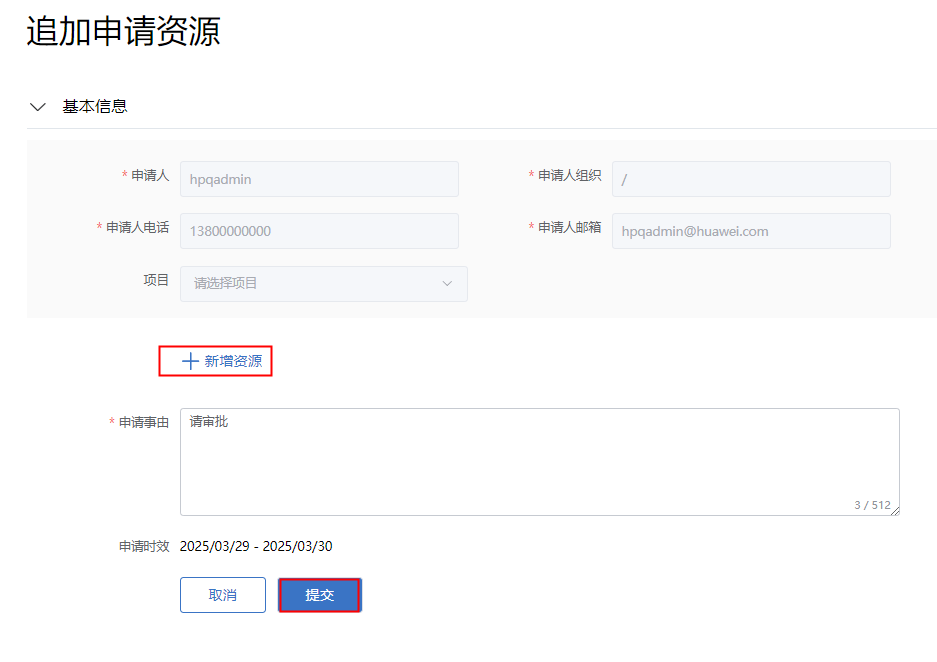 追加申请资源
基本信息
* 申请人 hpqadmin * 申请人组织 /
* 申请人电话 13800000000 * 申请人邮箱 hpqadmin@huawei.com
项目 请选择项目
新增资源
* 申请事由 请审批
3 / 512
申请时效 2025/03/29 - 2025/03/30
取消 提交